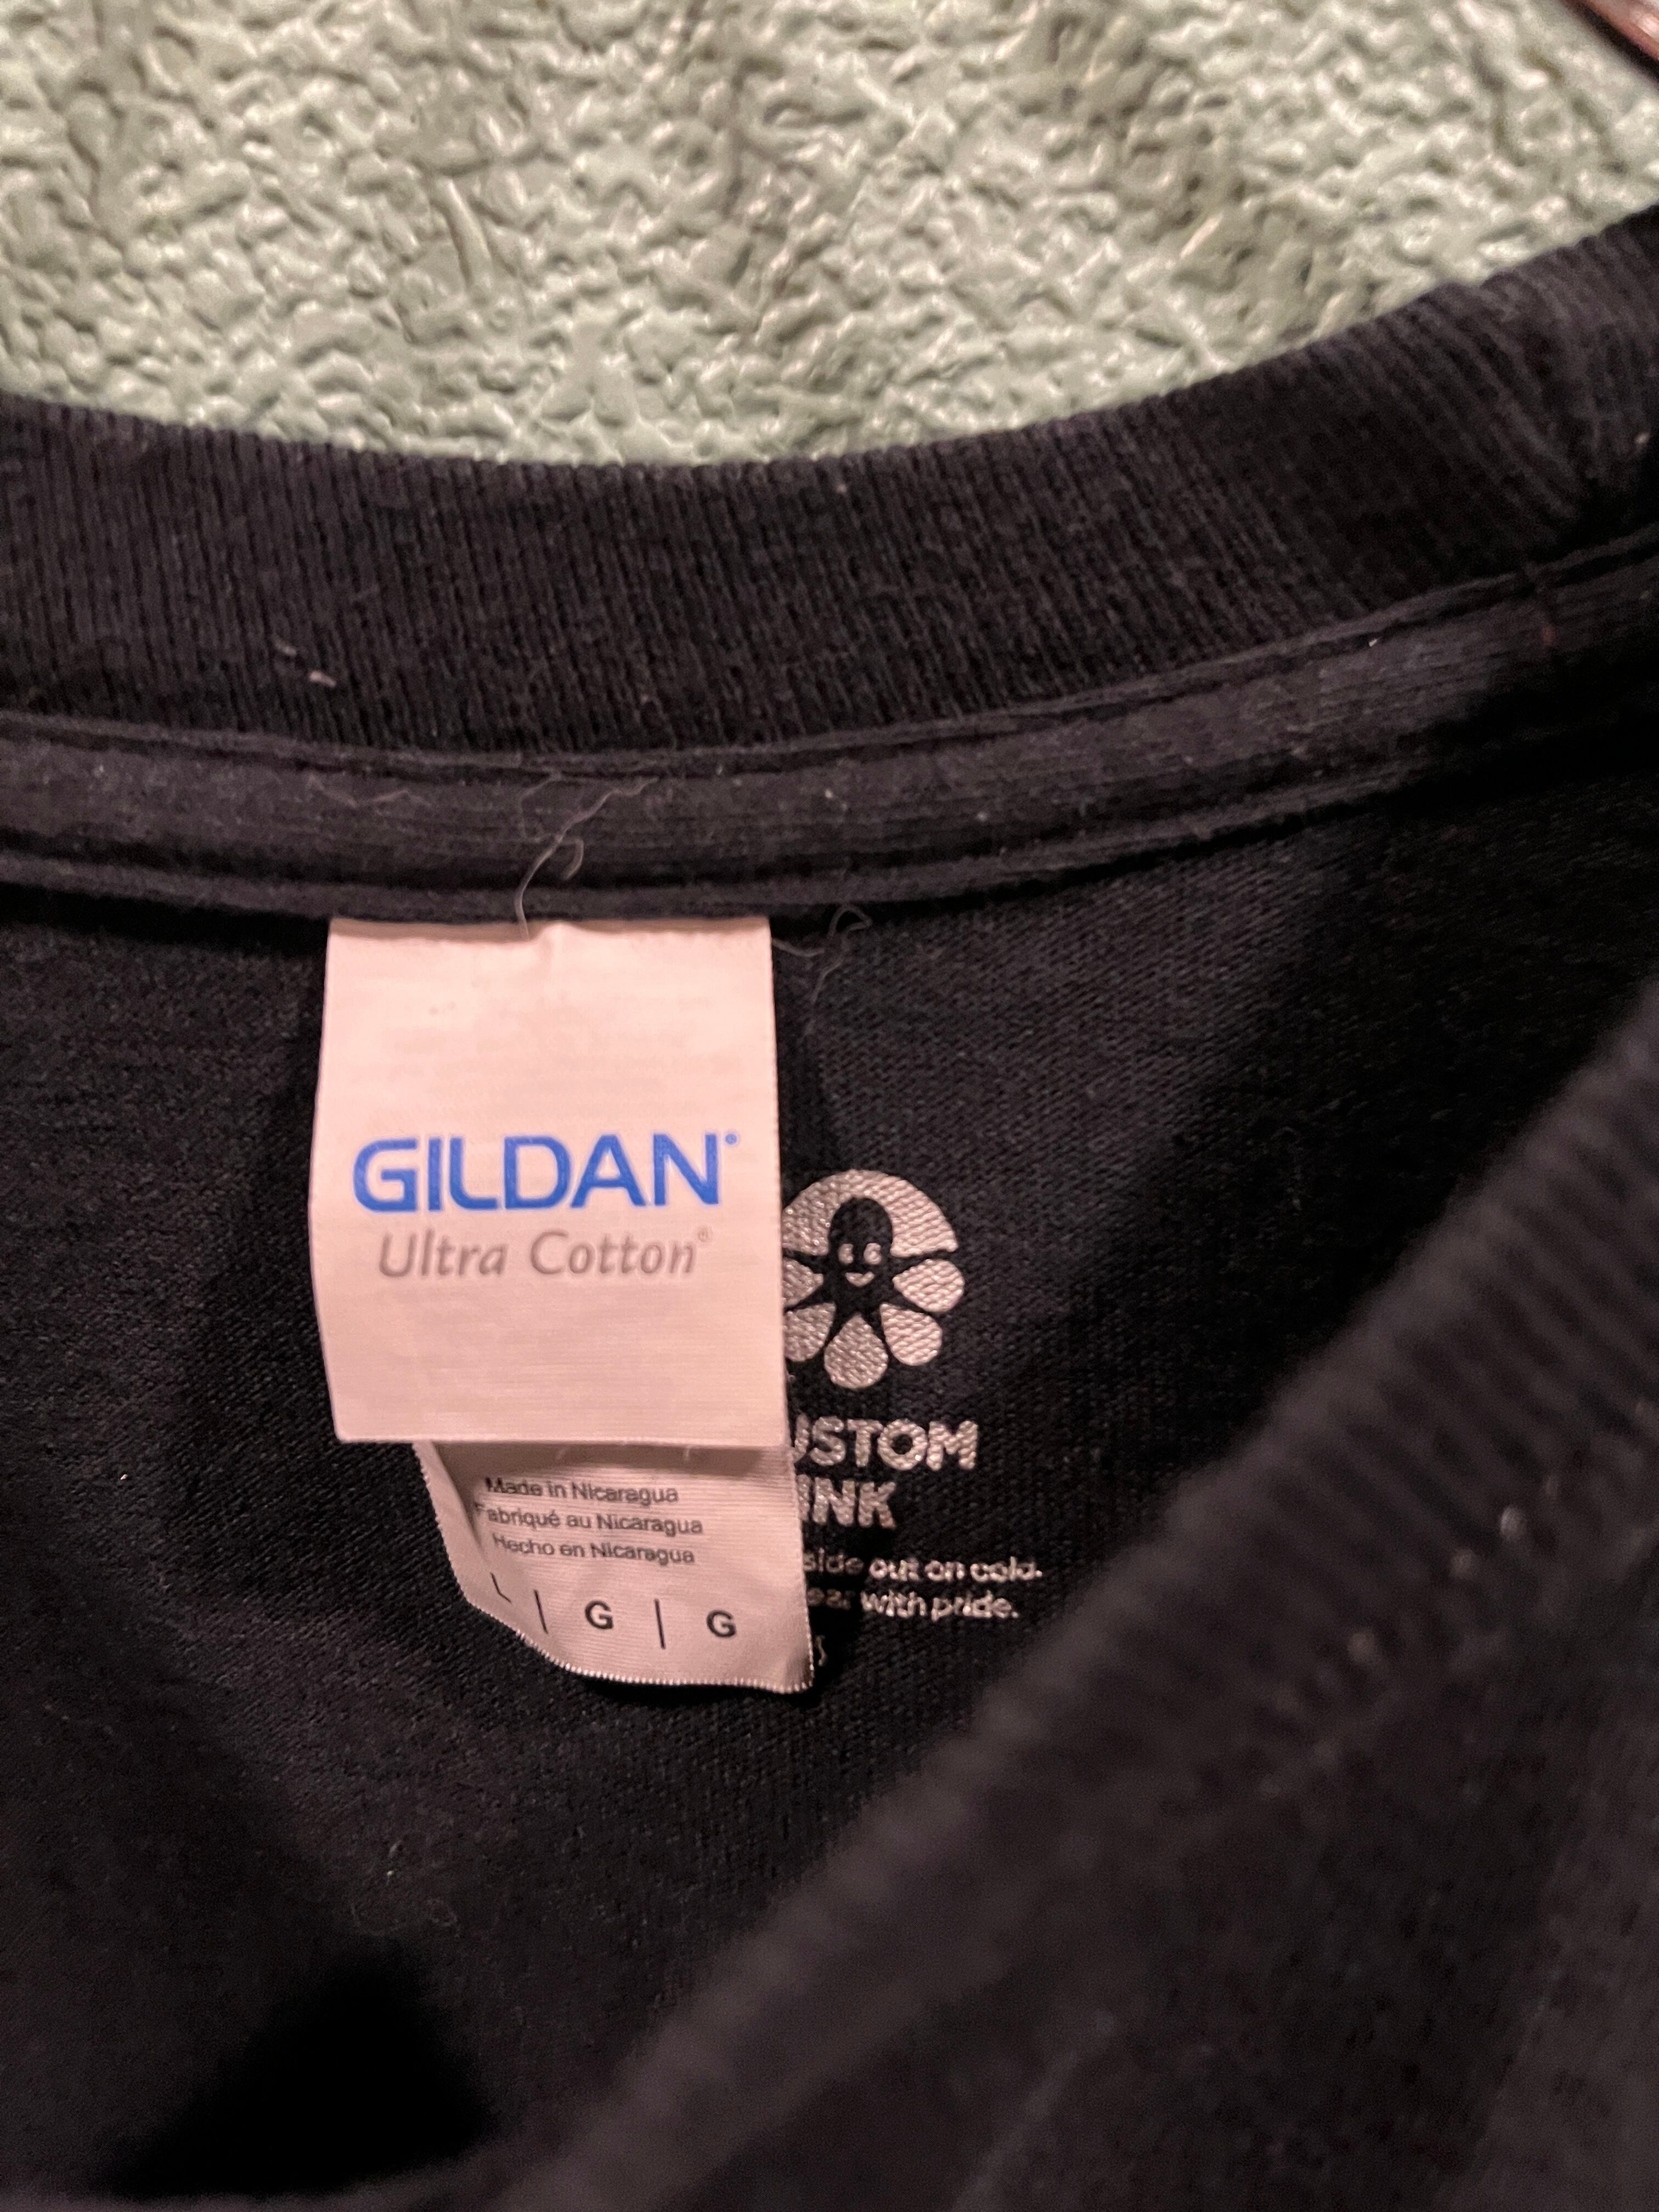 GILDAN®
Ultra Cotton®
Made in Nicaragua
Fabriqué au Nicaragua
Hecho en Nicaragua
L | G | G
USTOM
INK
side out on cold.
ear with pride.